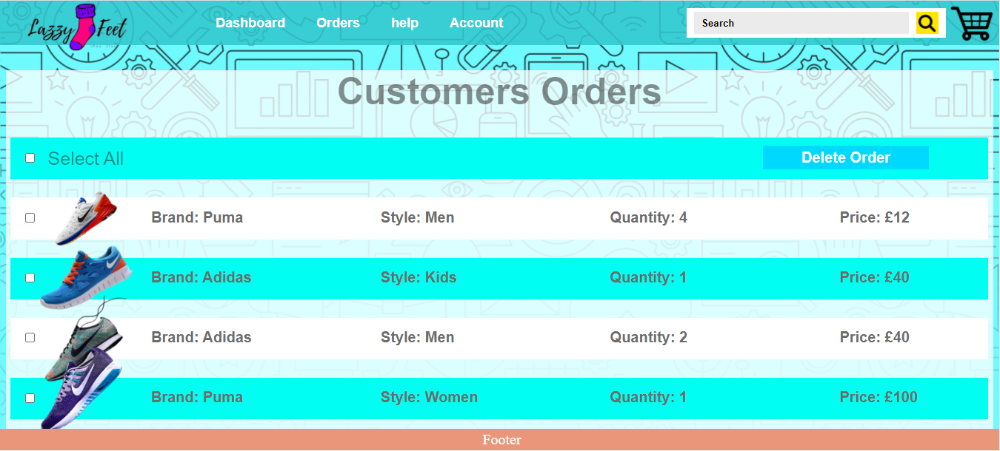 Lazzy Feet
Dashboard Orders help Account
Search
Customers Orders
Select All
Delete Order
Brand: Puma Style: Men Quantity: 4 Price: £12
Brand: Adidas Style: Kids Quantity: 1 Price: £40
Brand: Adidas Style: Men Quantity: 2 Price: £40
Brand: Puma Style: Women Quantity: 1 Price: £100
Footer